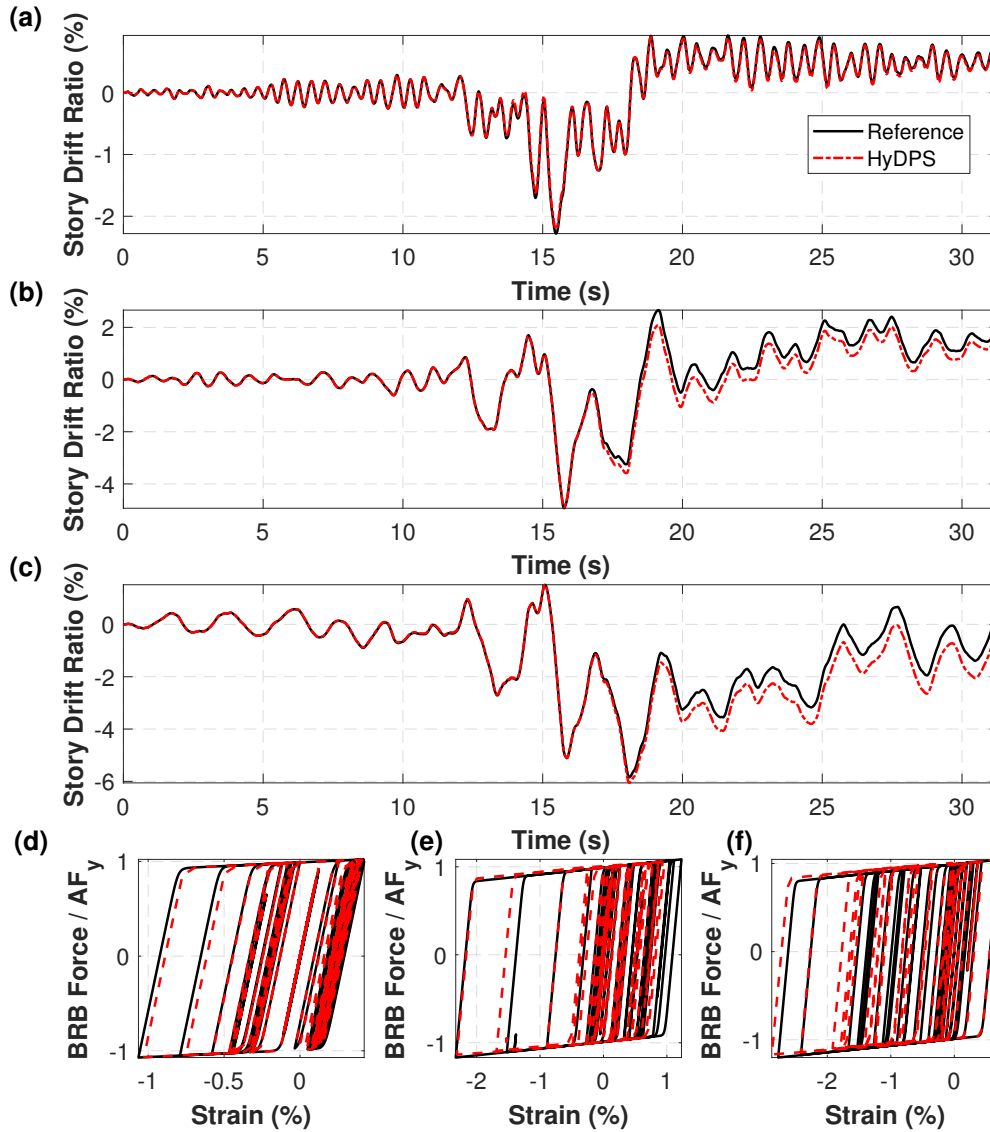 (a)
Story Drift Ratio (%)
0
-1
-2
0 5 10 15 20 25 30
Time (s)
Reference
HyDPS
(b)
Story Drift Ratio (%)
2
0
-2
-4
0 5 10 15 20 25 30
Time (s)
(c)
Story Drift Ratio (%)
0
-2
-4
-6
0 5 10 15 20 25 30
Time (s)
(d)
BRB Force / AFy
1
0
-1
-1 -0.5 0
Strain (%)
(e)
BRB Force / AFy
1
0
-1
-2 -1 0 1
Strain (%)
(f)
BRB Force / AFy
1
0
-1
-2 -1 0
Strain (%)